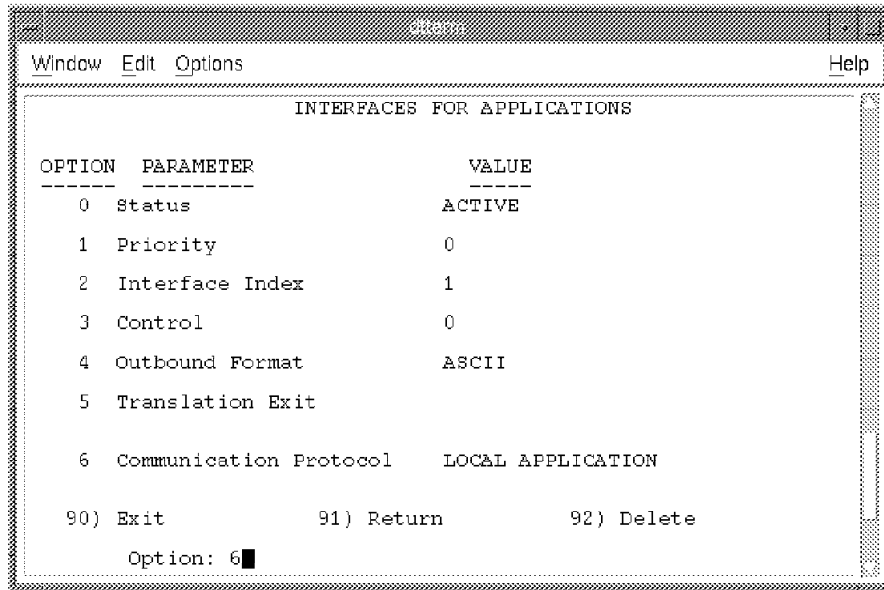 dtterm
Window Edit Options Help
INTERFACES FOR APPLICATIONS
OPTION PARAMETER VALUE
------ --------- -----
0 Status ACTIVE
1 Priority 0
2 Interface Index 1
3 Control 0
4 Outbound Format ASCII
5 Translation Exit
6 Communication Protocol LOCAL APPLICATION
90) Exit 91) Return 92) Delete
Option: 6